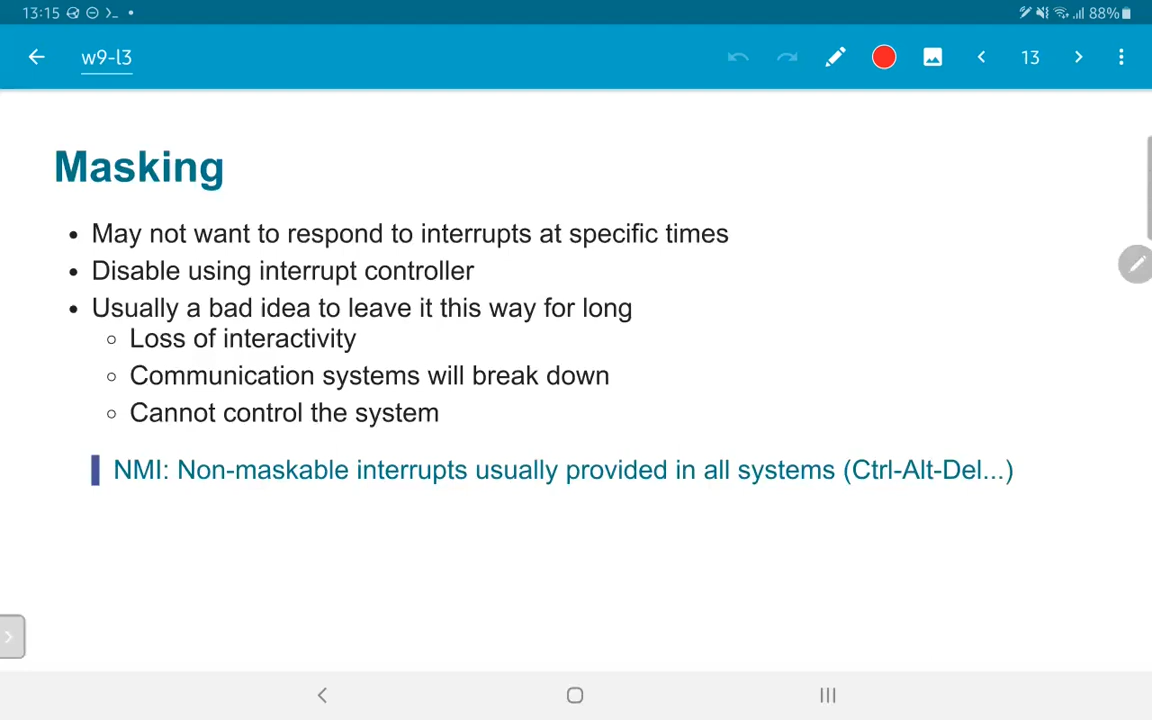 13:15 88%
w9-l3 13
Masking
• May not want to respond to interrupts at specific times
• Disable using interrupt controller
• Usually a bad idea to leave it this way for long
○ Loss of interactivity
○ Communication systems will break down
○ Cannot control the system
NMI: Non-maskable interrupts usually provided in all systems (Ctrl-Alt-Del...)